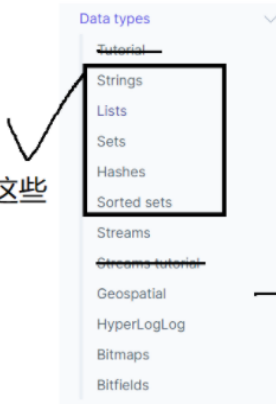 Data types
Tutorial
Strings
Lists
Sets
Hashes
这些
Sorted sets
Streams
Streams tutorial
Geospatial
HyperLogLog
Bitmaps
Bitfields